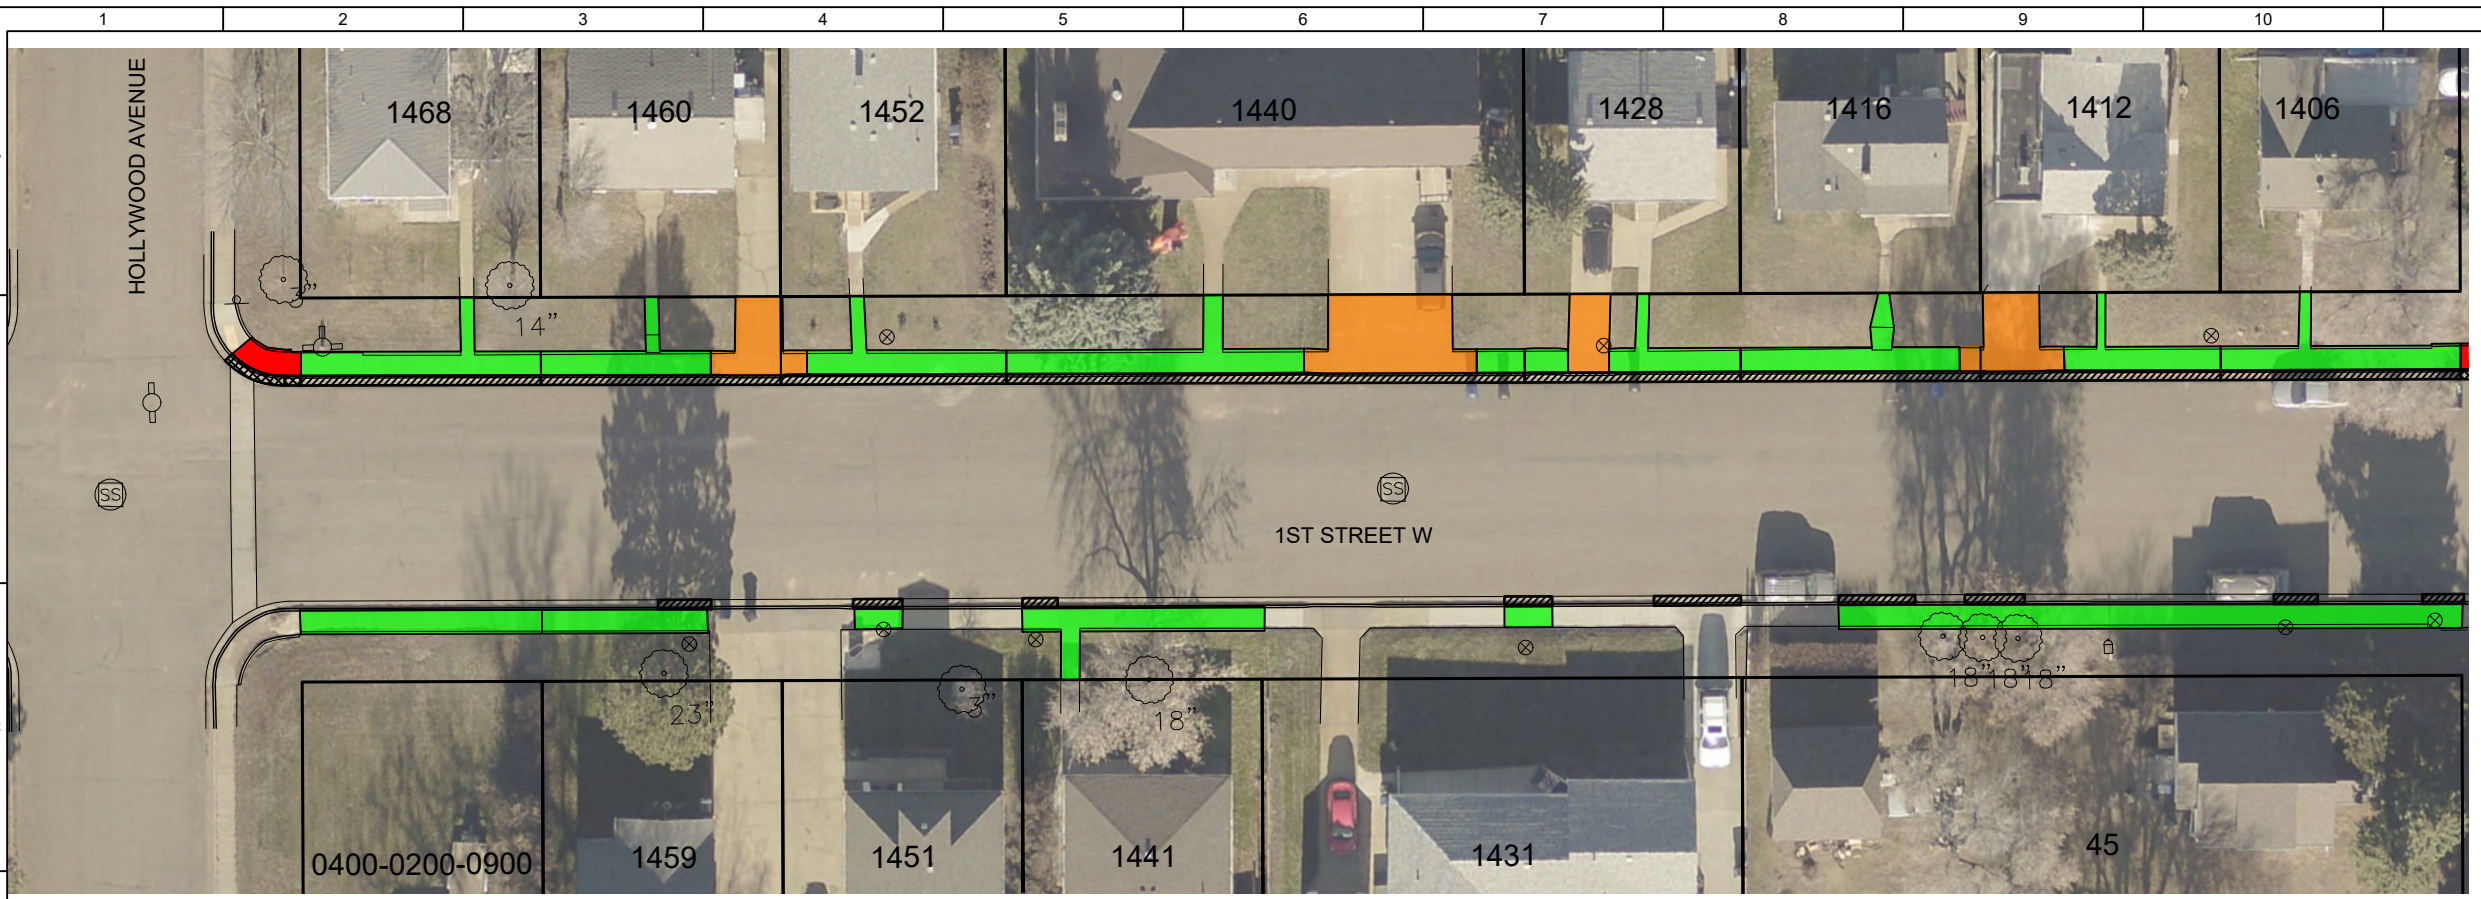 1 2 3 4 5 6 7 8 9 10
HOLLYWOOD AVENUE
1468 1460 1452 1440 1428 1416 1412 1406
14”
SS SS
1ST STREET W
23” 3” 18” 18” 18” 18”
0400-0200-0900 1459 1451 1441 1431 45